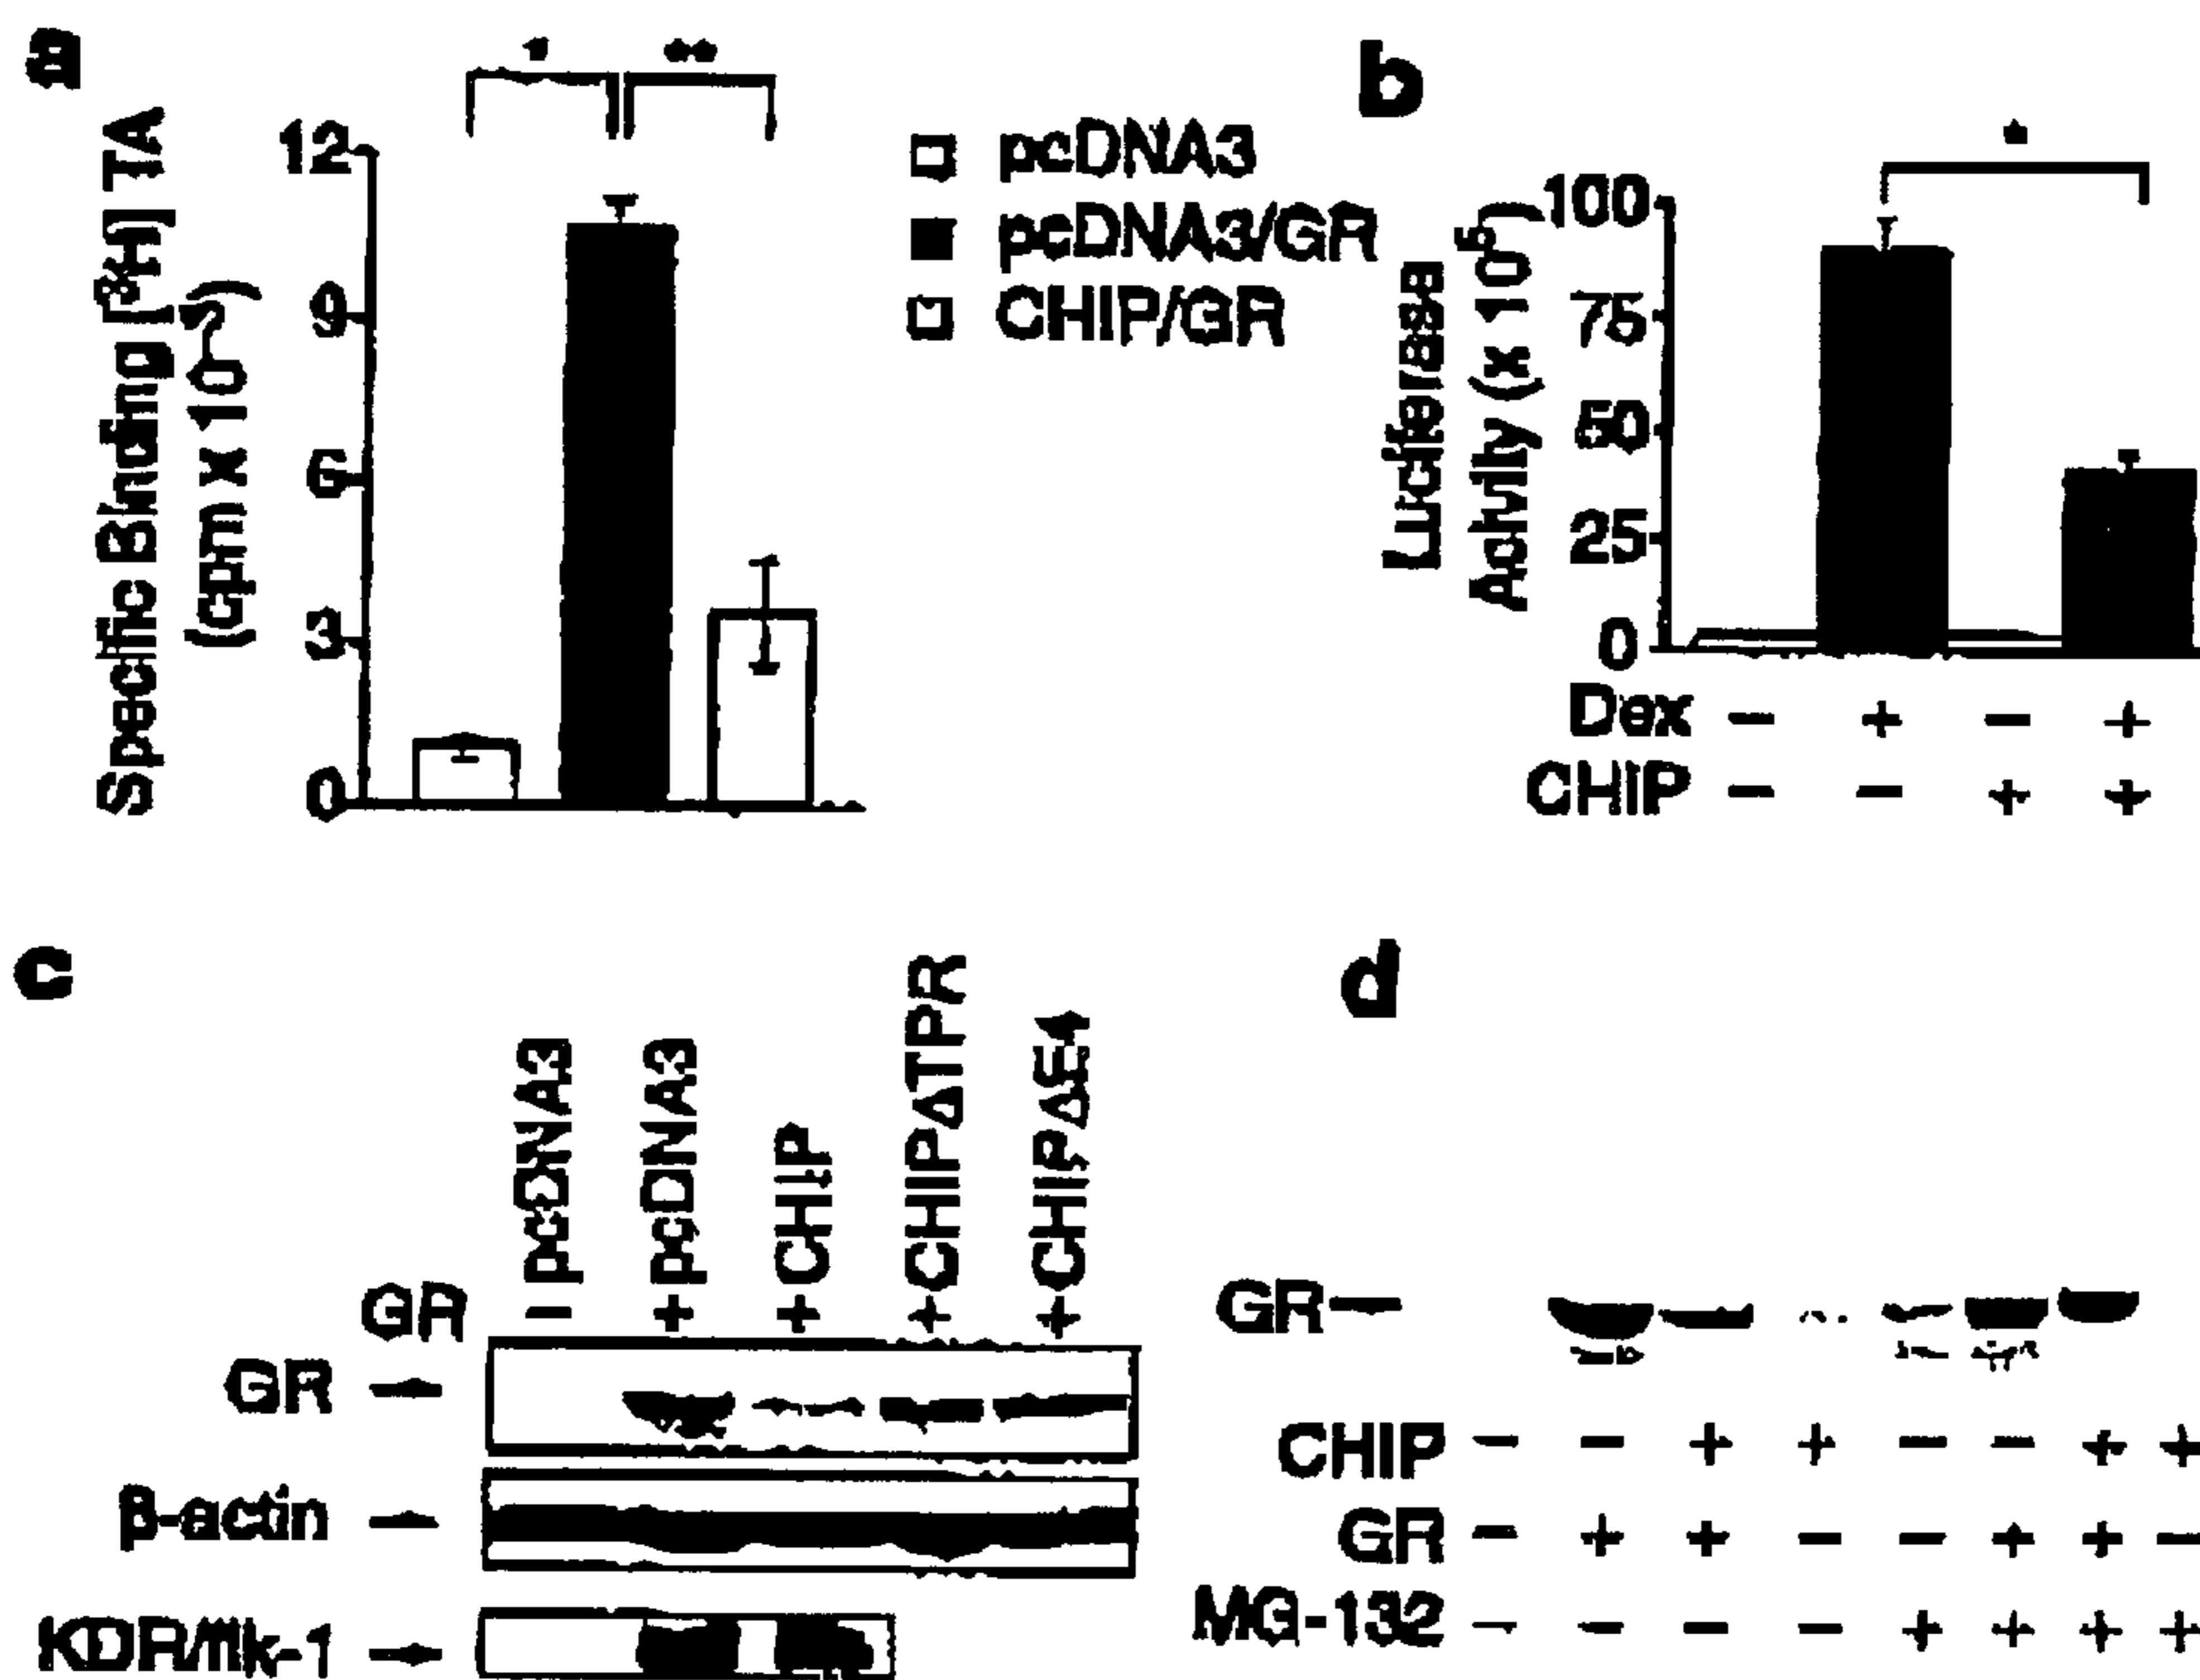 a
Specific Binding [³H] TA
(cpm x 10⁻³)
12
9
6
3
0
pcDNA3
pcDNA3/GR
CHIP/GR
b
Luciferase
Activity (x 10⁵)
100
75
50
25
0
Dex − + − +
CHIP − − + +
c
pcDNA3
pcDNA3
CHIP
CHIPΔTPR
CHIPΔE4
GR − + + + +
GR
β-actin
KDR/flk-1
d
GR
CHIP − − + + − − + +
GR − + + − − + + −
MG-132 − − − − + + + +